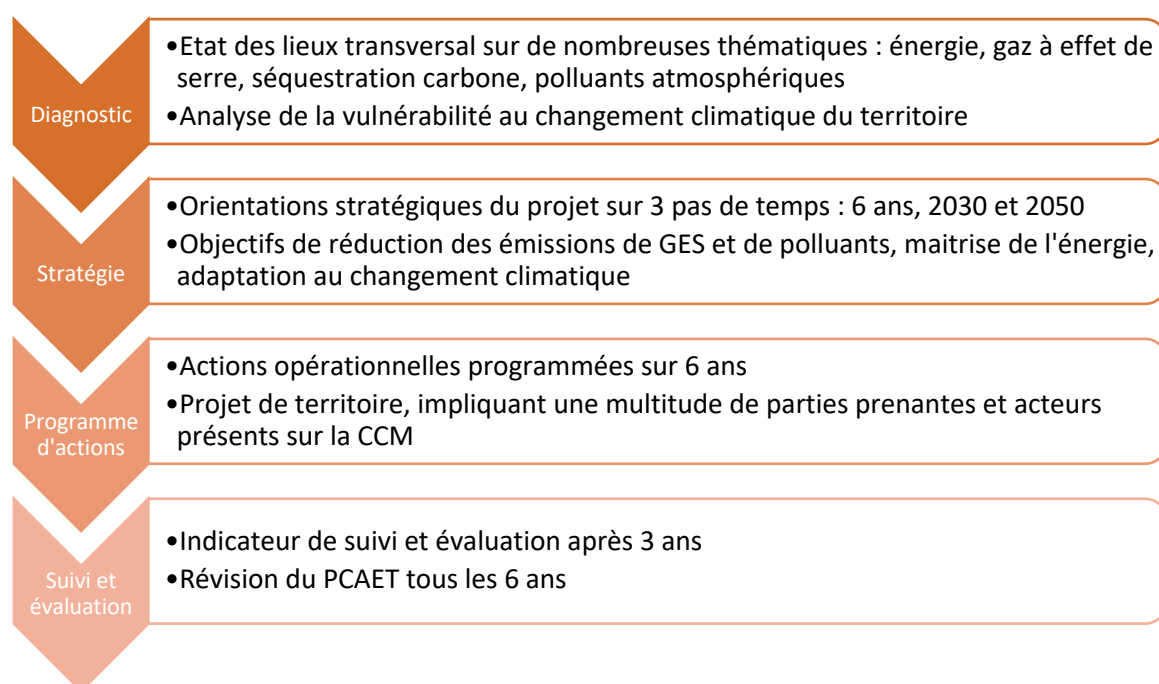 Diagnostic
•Etat des lieux transversal sur de nombreuses thématiques : énergie, gaz à effet de
serre, séquestration carbone, polluants atmosphériques
•Analyse de la vulnérabilité au changement climatique du territoire
Stratégie
•Orientations stratégiques du projet sur 3 pas de temps : 6 ans, 2030 et 2050
•Objectifs de réduction des émissions de GES et de polluants, maitrise de l'énergie,
adaptation au changement climatique
Programme
d'actions
•Actions opérationnelles programmées sur 6 ans
•Projet de territoire, impliquant une multitude de parties prenantes et acteurs
présents sur la CCM
Suivi et
évaluation
•Indicateur de suivi et évaluation après 3 ans
•Révision du PCAET tous les 6 ans